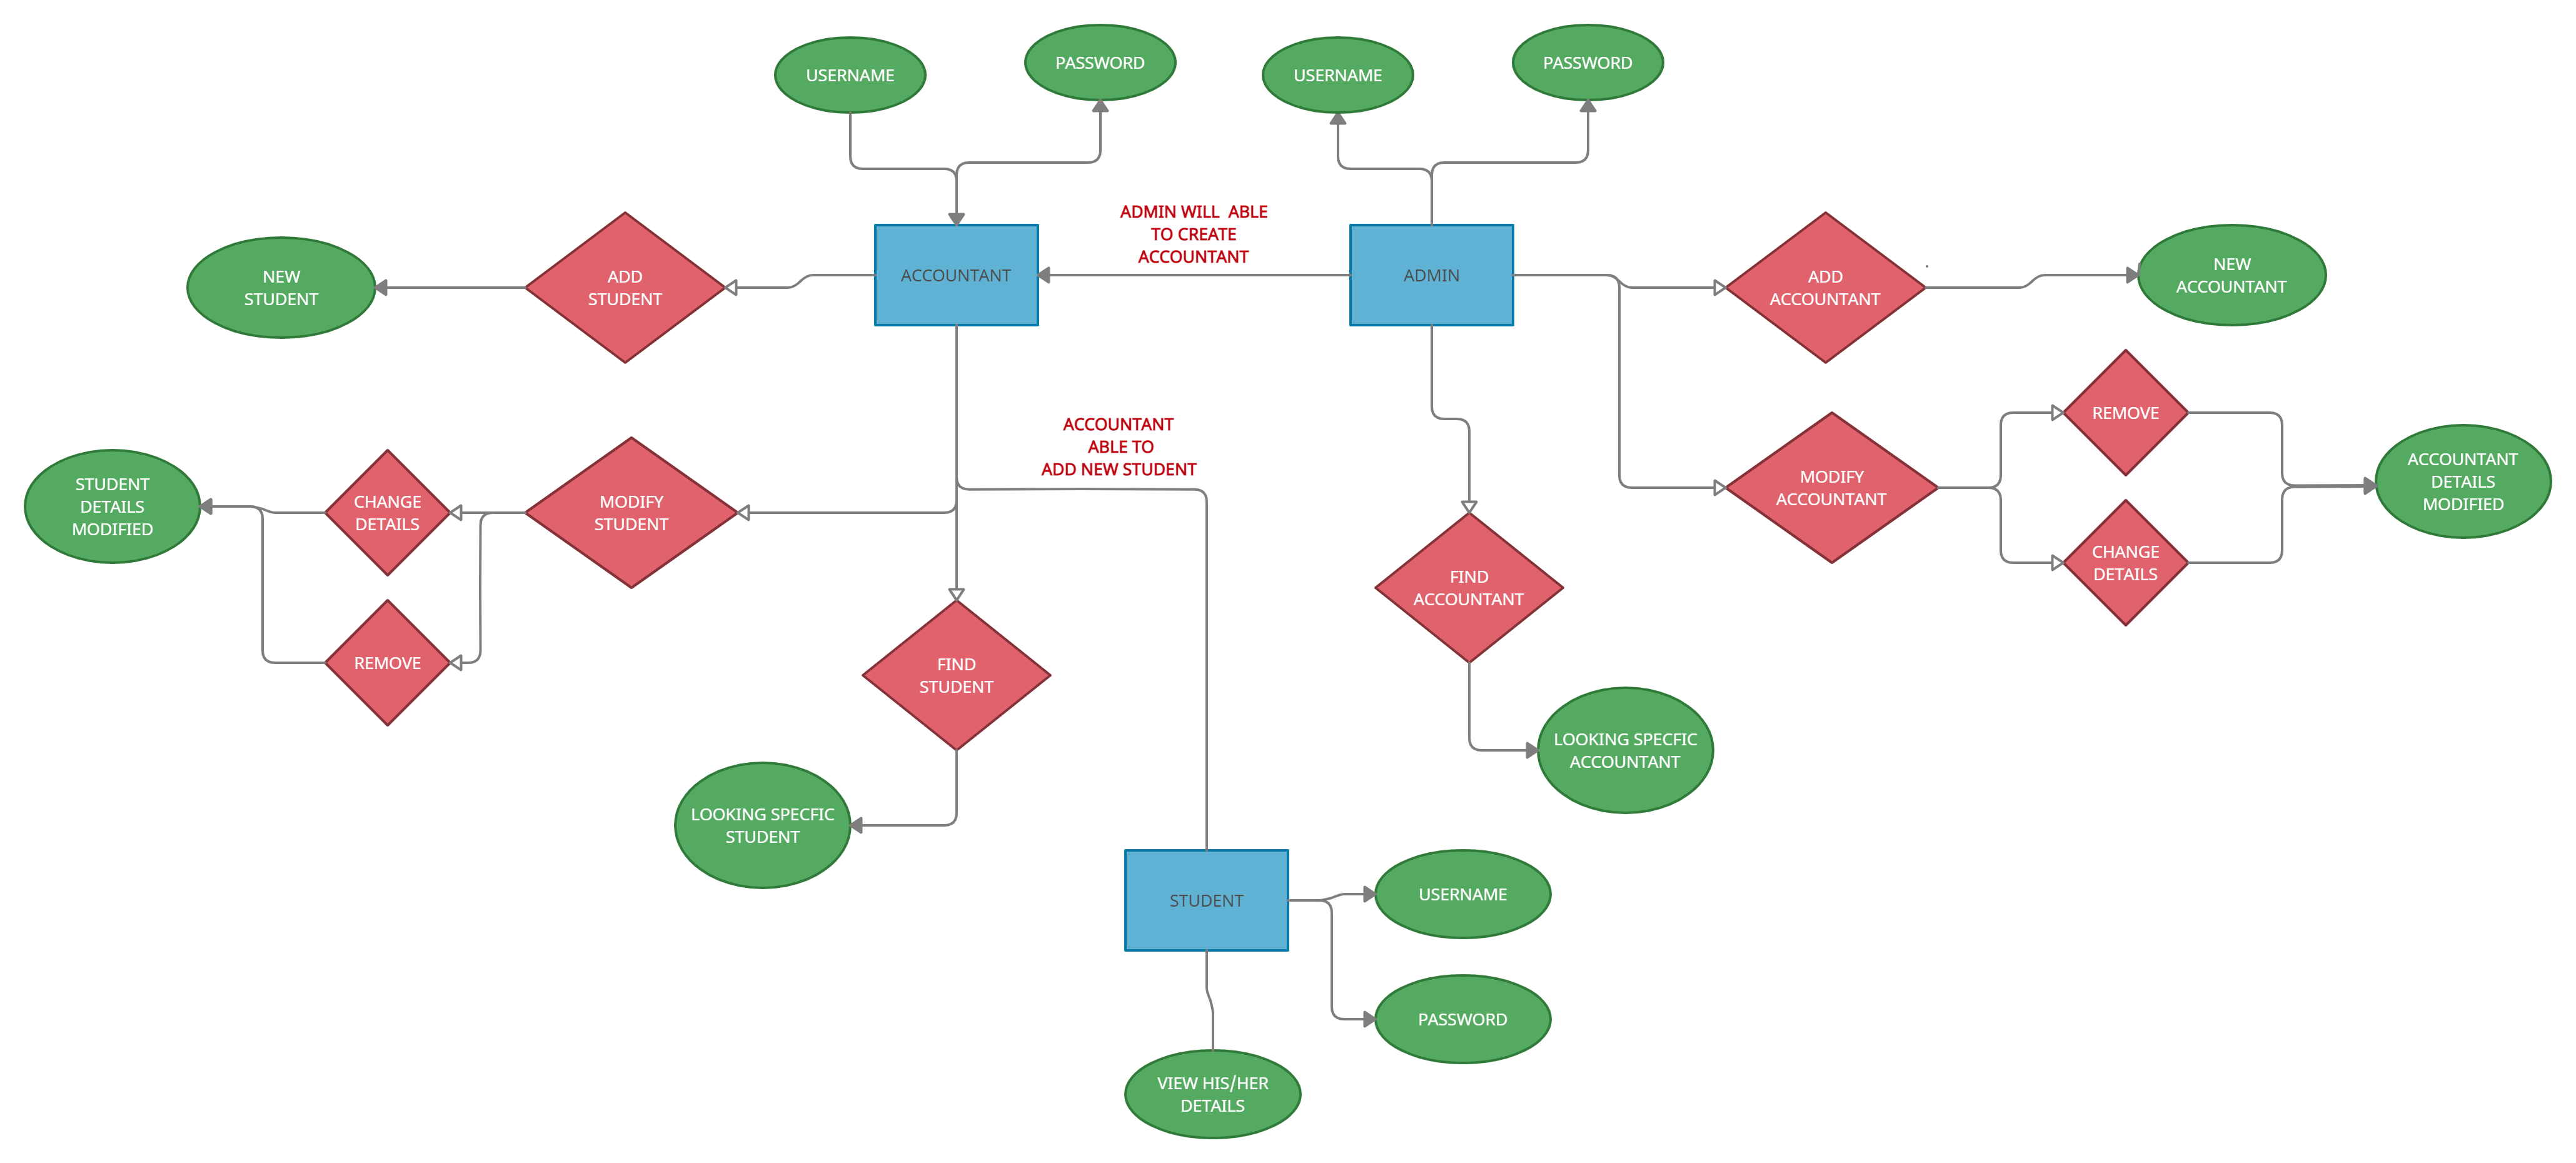 USERNAME
PASSWORD
USERNAME
PASSWORD
ADMIN WILL  ABLE
TO CREATE
ACCOUNTANT
NEW
STUDENT
ADD
STUDENT
ACCOUNTANT
ADMIN
ADD
ACCOUNTANT
NEW
ACCOUNTANT
REMOVE
ACCOUNTANT
ABLE TO
ADD NEW STUDENT
STUDENT
DETAILS
MODIFIED
CHANGE
DETAILS
MODIFY
STUDENT
MODIFY
ACCOUNTANT
ACCOUNTANT
DETAILS
MODIFIED
CHANGE
DETAILS
FIND
ACCOUNTANT
REMOVE
FIND
STUDENT
LOOKING SPECFIC
ACCOUNTANT
LOOKING SPECFIC
STUDENT
STUDENT
USERNAME
PASSWORD
VIEW HIS/HER
DETAILS